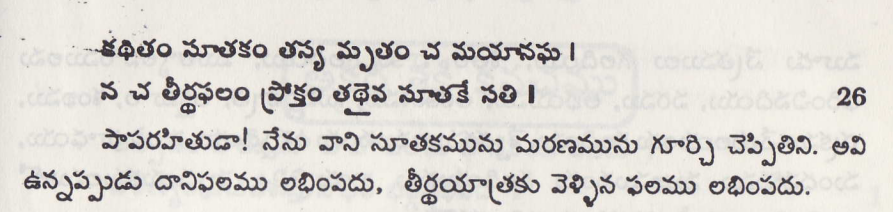 కథితం సూతకం తస్య మృతం చ మయానఘ।
న చ తీర్థఫలం ప్రోక్తం తథైవ సూతకే సతి। 26
పాపరహితుడా! నేను వాని సూతకమును మరణమును గూర్చి చెప్పితిని. అవి
ఉన్నప్పుడు దానిఫలము లభింపదు, తీర్థయాత్రకు వెళ్ళిన ఫలము లభింపదు.